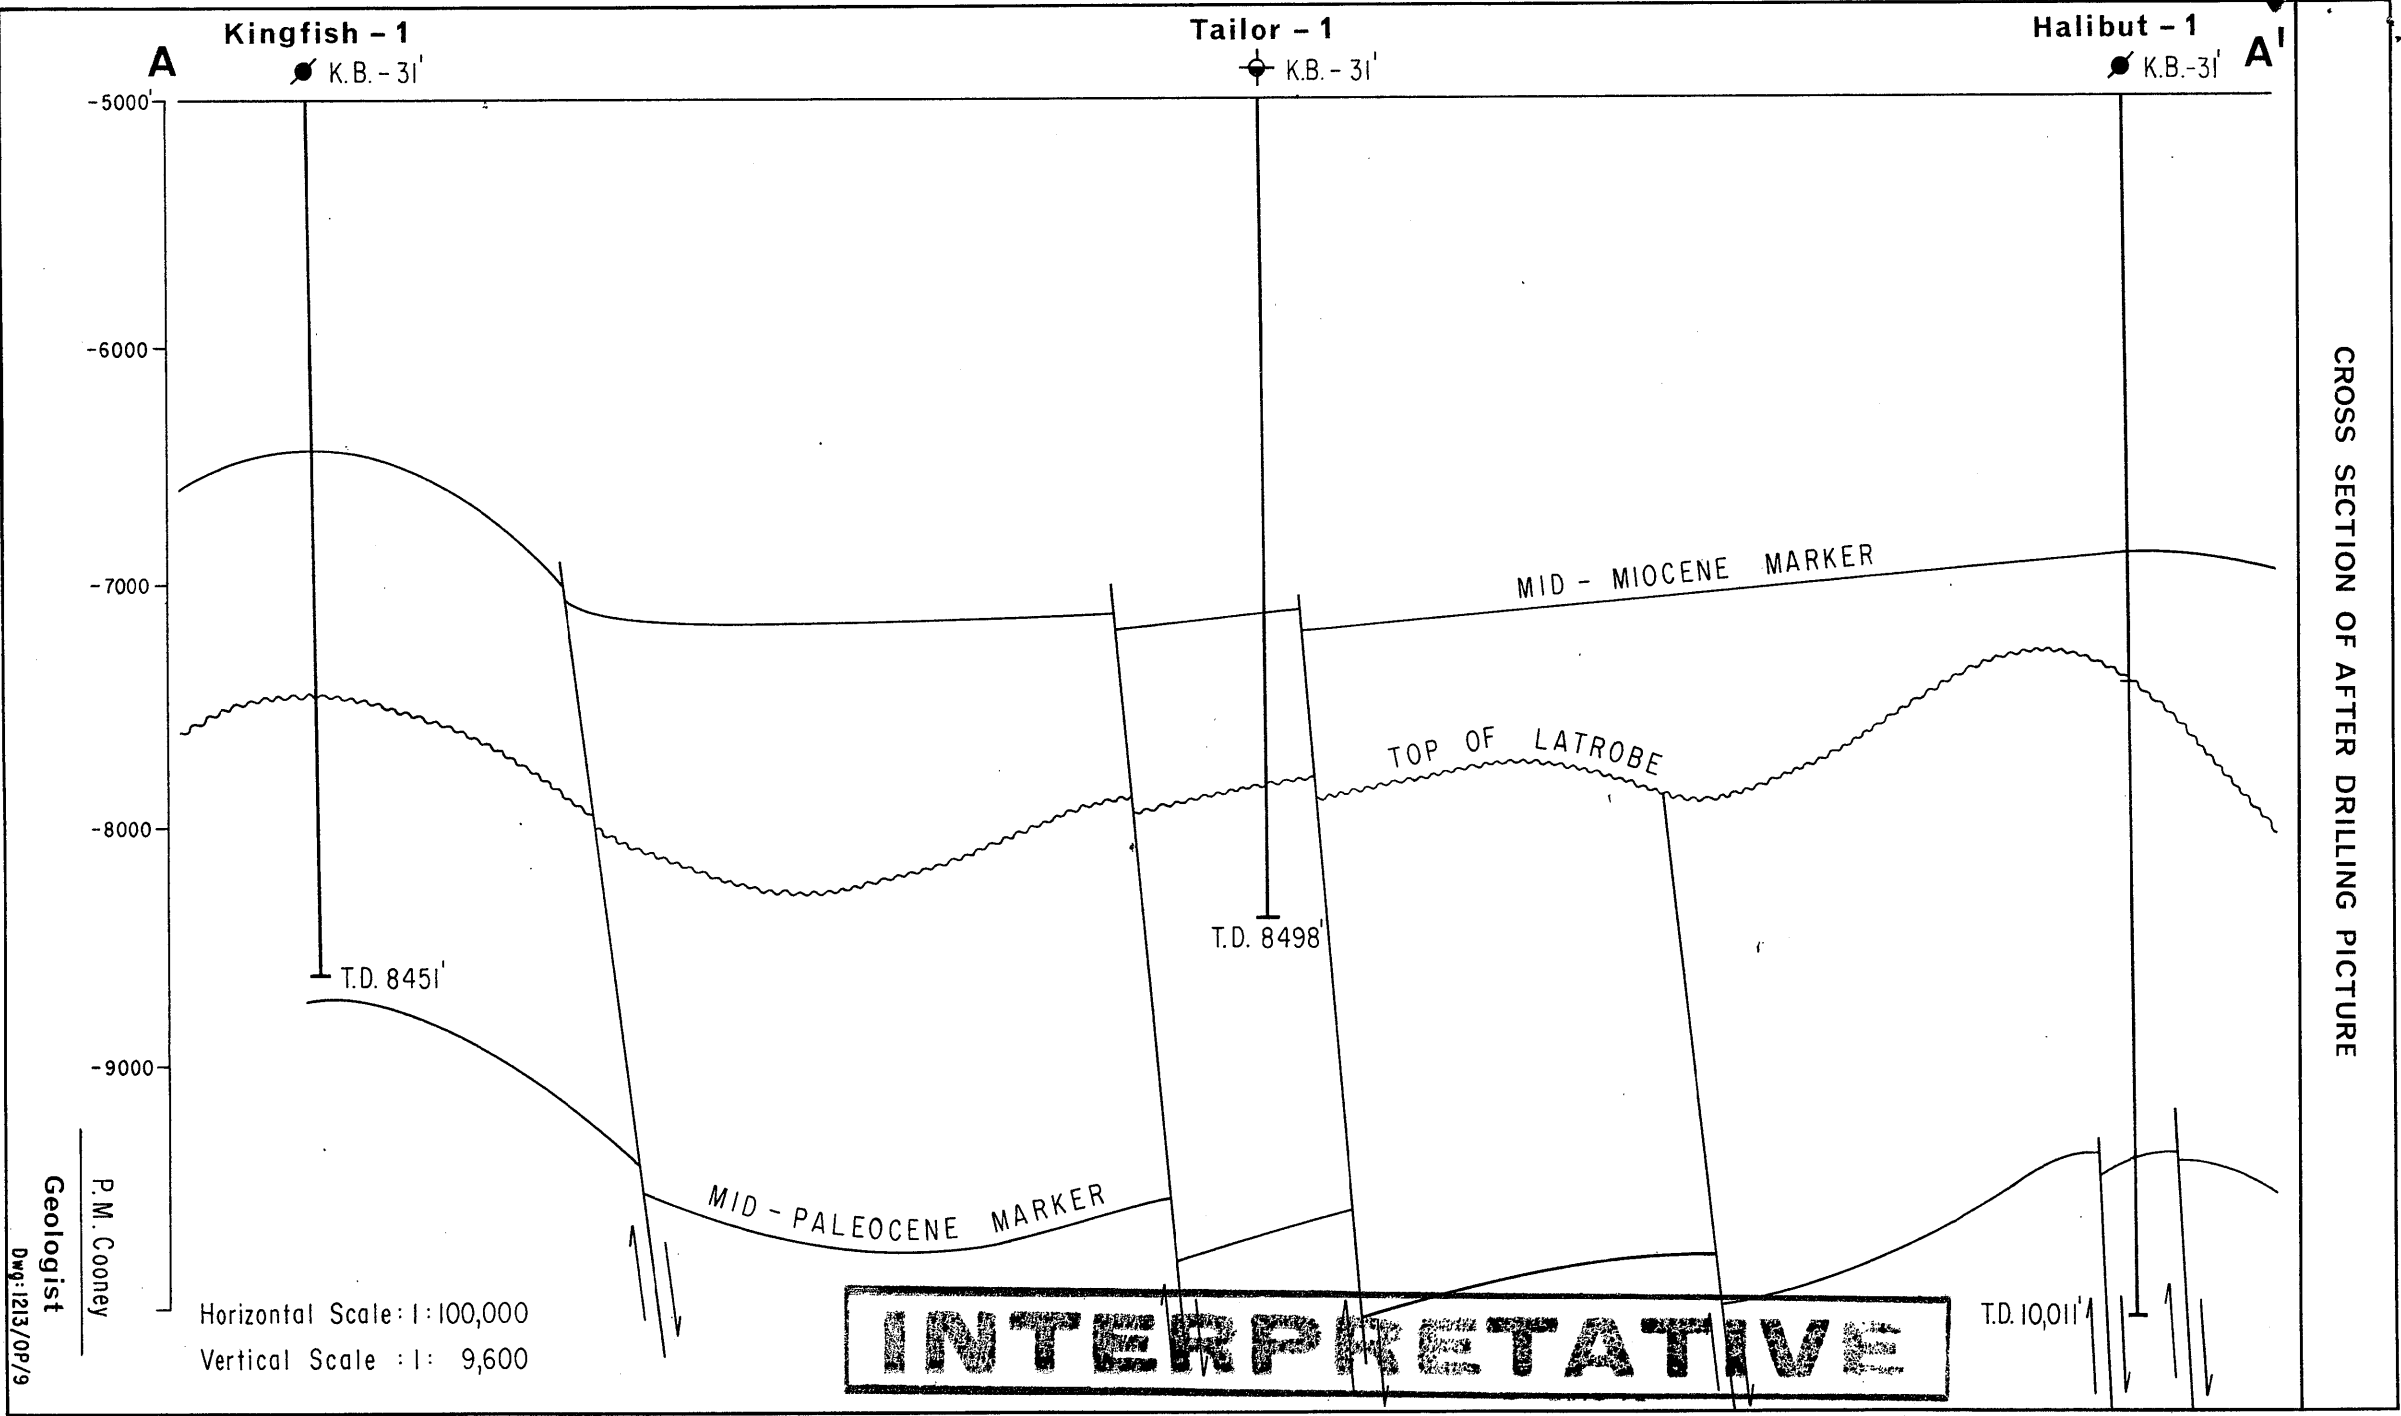 Kingfish – 1
Tailor – 1
Halibut – 1
A
K.B. – 31'
K.B. – 31'
K.B.-31'
A'
-5000'
-6000
-7000
-8000
-9000
MID – MIOCENE MARKER
TOP OF LATROBE
T.D. 8498'
T.D. 8451'
MID – PALEOCENE MARKER
T.D. 10,011'
Horizontal Scale: 1:100,000
Vertical Scale : 1: 9,600
INTERPRETATIVE
P. M. Cooney
Geologist
Dwg:1213/OP/9
CROSS SECTION OF AFTER DRILLING PICTURE